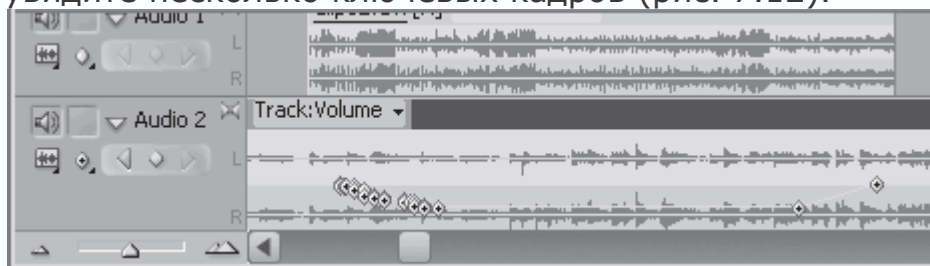 увидите несколько ключевых кадров (рис. 7.12).
Audio 1
L
R
Audio 2
Track:Volume
L
R